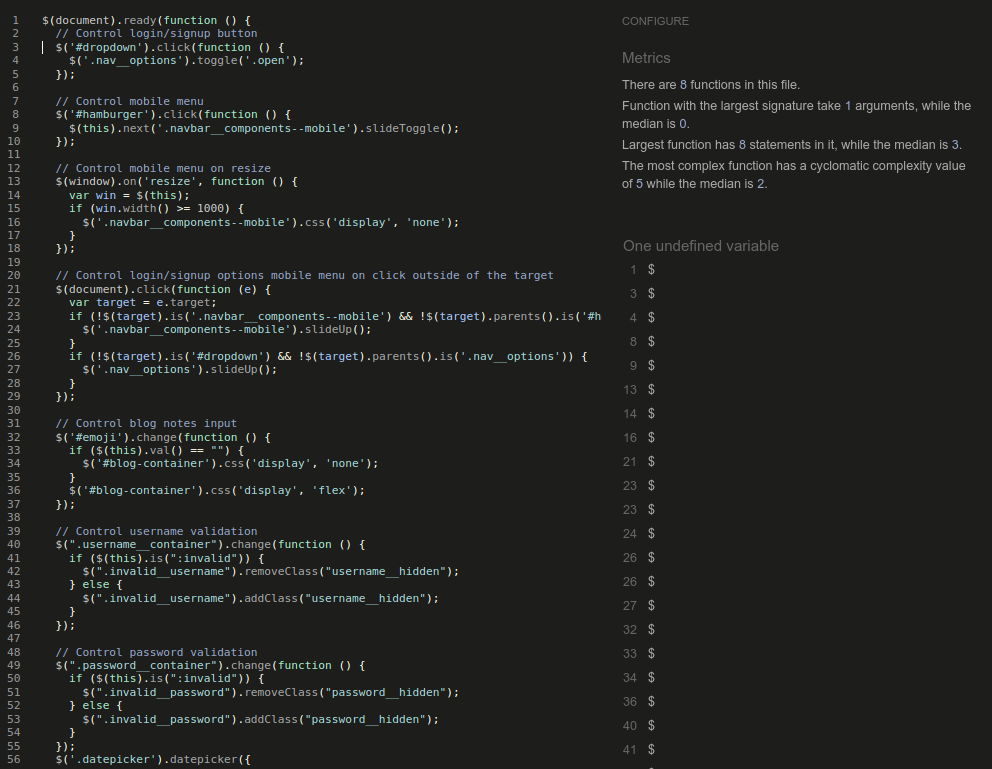 1 $(document).ready(function () {
2 // Control login/signup button
3 $('#dropdown').click(function () {
4 $('.nav__options').toggle('.open');
5 });
6
7 // Control mobile menu
8 $('#hamburger').click(function () {
9 $(this).next('.navbar__components--mobile').slideToggle();
10 });
11
12 // Control mobile menu on resize
13 $(window).on('resize', function () {
14 var win = $(this);
15 if (win.width() >= 1000) {
16 $('.navbar__components--mobile').css('display', 'none');
17 }
18 });
19
20 // Control login/signup options mobile menu on click outside of the target
21 $(document).click(function (e) {
22 var target = e.target;
23 if (!$(target).is('.navbar__components--mobile') && !$(target).parents().is('#h
24 $('.navbar__components--mobile').slideUp();
25 }
26 if (!$(target).is('#dropdown') && !$(target).parents().is('.nav__options')) {
27 $('.nav__options').slideUp();
28 }
29 });
30
31 // Control blog notes input
32 $('#emoji').change(function () {
33 if ($(this).val() == "") {
34 $('#blog-container').css('display', 'none');
35 }
36 $('#blog-container').css('display', 'flex');
37 });
38
39 // Control username validation
40 $(".username__container").change(function () {
41 if ($(this).is(":invalid")) {
42 $(".invalid__username").removeClass("username__hidden");
43 } else {
44 $(".invalid__username").addClass("username__hidden");
45 }
46 });
47
48 // Control password validation
49 $(".password__container").change(function () {
50 if ($(this).is(":invalid")) {
51 $(".invalid__password").removeClass("password__hidden");
52 } else {
53 $(".invalid__password").addClass("password__hidden");
54 }
55 });
56 $('.datepicker').datepicker({
CONFIGURE
Metrics
There are 8 functions in this file.
Function with the largest signature take 1 arguments, while the
median is 0.
Largest function has 8 statements in it, while the median is 3.
The most complex function has a cyclomatic complexity value
of 5 while the median is 2.
One undefined variable
1 $
3 $
4 $
8 $
9 $
13 $
14 $
16 $
21 $
23 $
23 $
24 $
26 $
26 $
27 $
32 $
33 $
34 $
36 $
40 $
41 $